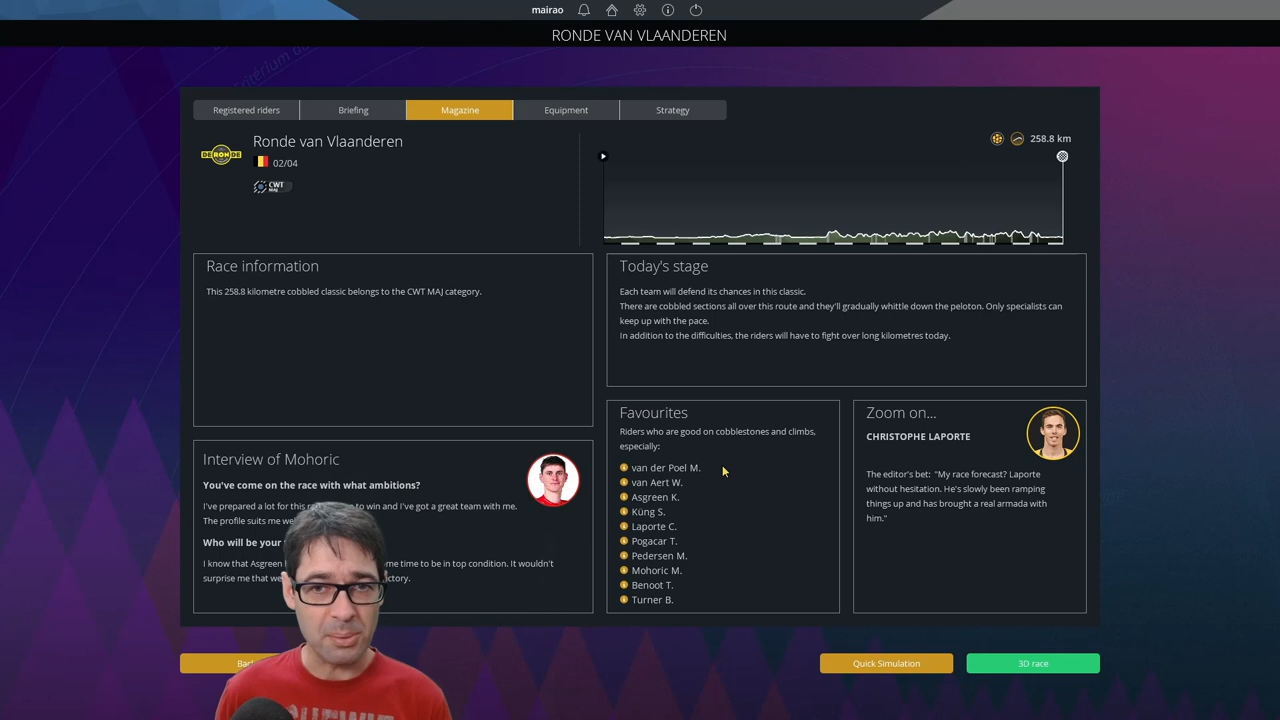 mairao
RONDE VAN VLAANDEREN
Registered riders
Briefing
Magazine
Equipment
Strategy
DE RONDE
Ronde van Vlaanderen
02/04
CWT
MAJ
258.8 km
Race information
This 258.8 kilometre cobbled classic belongs to the CWT MAJ category.
Today's stage
Each team will defend its chances in this classic.
There are cobbled sections all over this route and they'll gradually whittle down the peloton. Only specialists can
keep up with the pace.
In addition to the difficulties, the riders will have to fight over long kilometres today.
Interview of Mohoric
You've come on the race with what ambitions?
I've prepared a lot for this to win and I've got a great team with me.
The profile suits me
Who will be your
I know that Asgreen me time to be in top condition. It wouldn't
surprise me that
Favourites
Riders who are good on cobblestones and climbs,
especially:
van der Poel M.
van Aert W.
Asgreen K.
Küng S.
Laporte C.
Pogacar T.
Pedersen M.
Mohoric M.
Benoot T.
Turner B.
Zoom on...
CHRISTOPHE LAPORTE
The editor's bet: "My race forecast? Laporte
without hesitation. He's slowly been ramping
things up and has brought a real armada with
him."
Quick Simulation
3D race